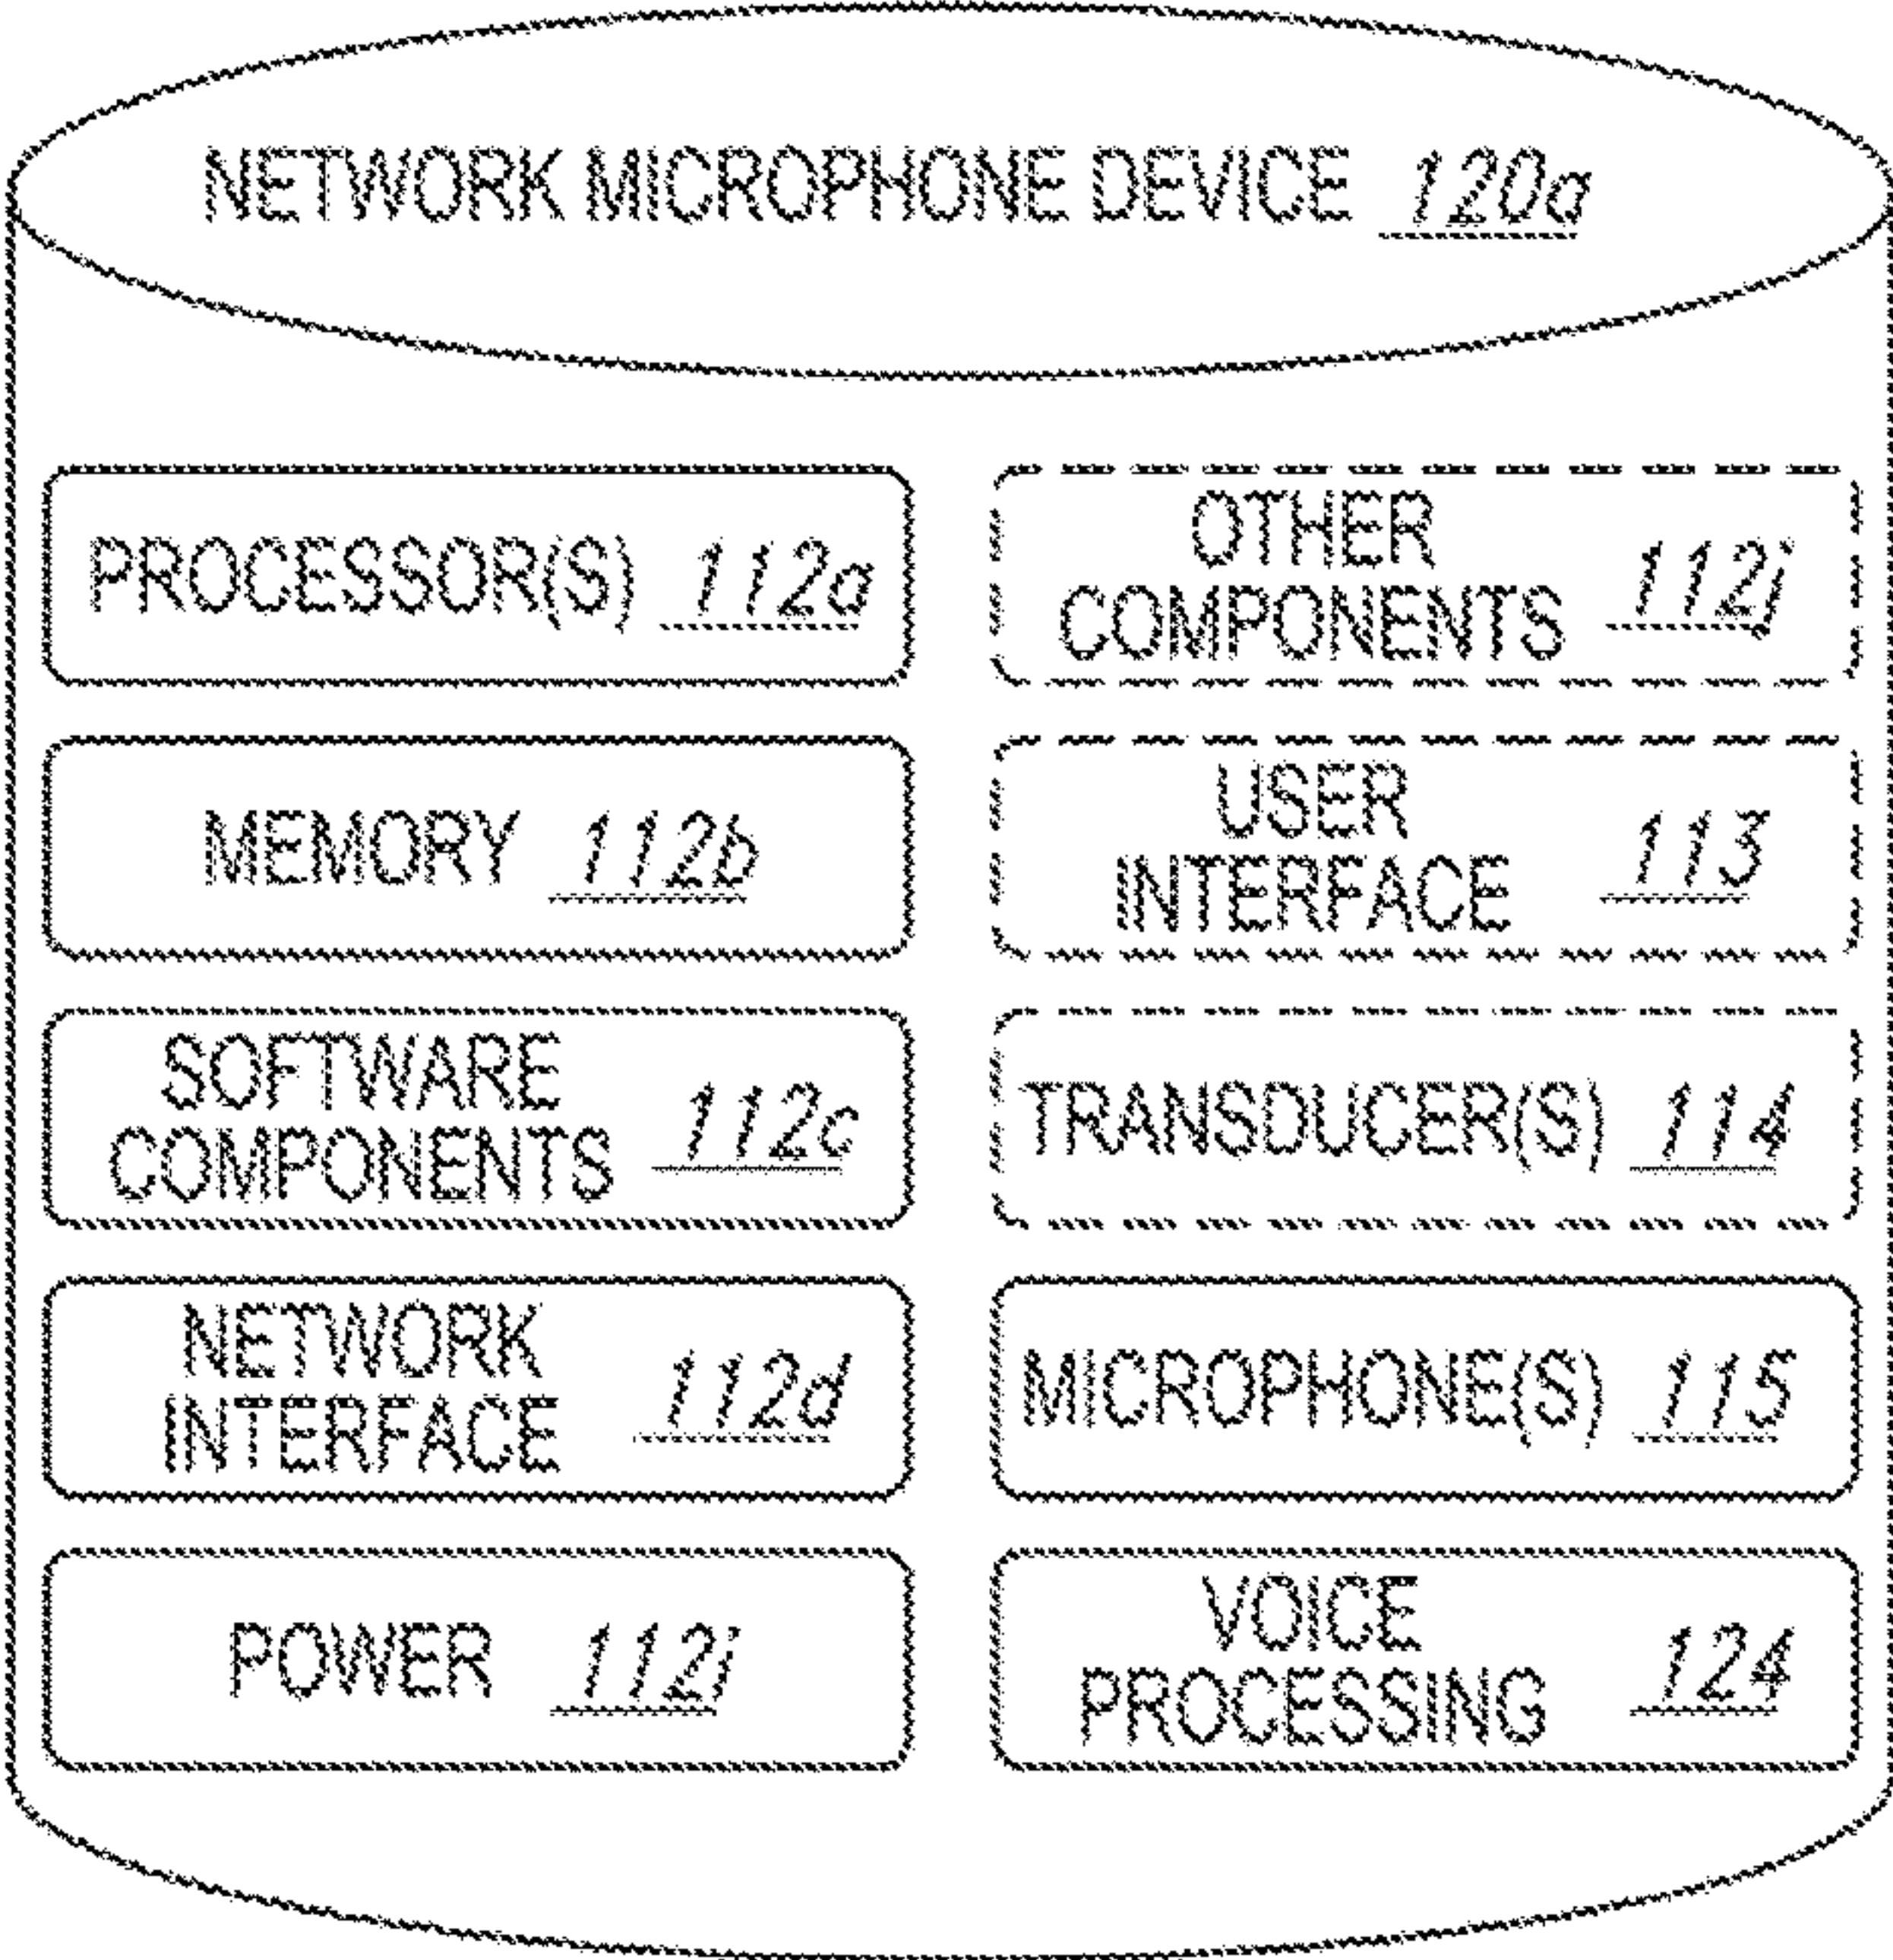 NETWORK MICROPHONE DEVICE 120a
PROCESSOR(S) 112a
MEMORY 112b
SOFTWARE
COMPONENTS 112c
NETWORK
INTERFACE 112d
POWER 112i
OTHER
COMPONENTS 112j
USER
INTERFACE 113
TRANSDUCER(S) 114
MICROPHONE(S) 115
VOICE
PROCESSING 124